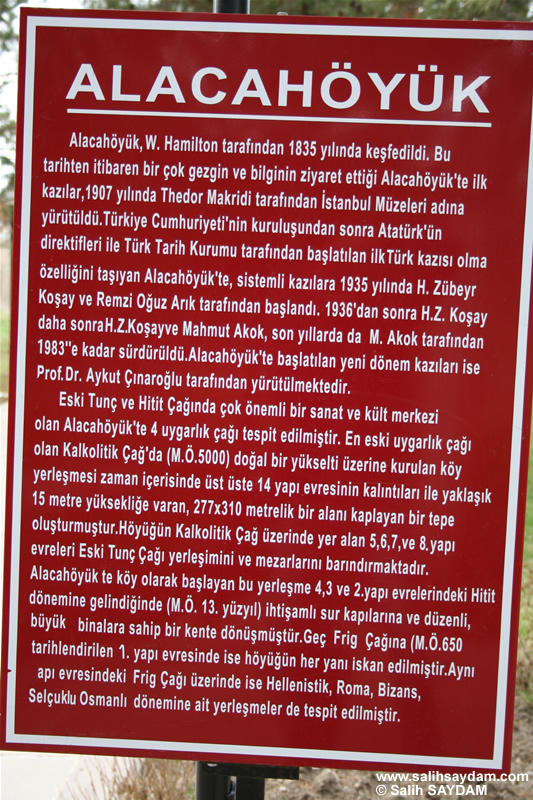 ALACAHÖYÜK
Alacahöyük,W. Hamilton tarafından 1835 yılında keşfedildi. Bu
tarihten itibaren bir çok gezgin ve bilginin ziyaret ettiği Alacahöyük'te ilk
kazılar,1907 yılında Thedor Makridi tarafından İstanbul Müzeleri adına
yürütüldü.Türkiye Cumhuriyeti'nin kuruluşundan sonra Atatürk'ün
direktifleri ile Türk Tarih Kurumu tarafından başlatılan ilkTürk kazısı olma
özelliğini taşıyan Alacahöyük'te, sistemli kazılara 1935 yılında H. Zübeyr
Koşay ve Remzi Oğuz Arık tarafından başlandı. 1936'dan sonra H.Z. Koşay
daha sonraH.Z.Koşayve Mahmut Akok, son yıllarda da M. Akok tarafından
1983"e kadar sürdürüldü.Alacahöyük'te başlatılan yeni dönem kazıları ise
Prof.Dr. Aykut Çınaroğlu tarafından yürütülmektedir.
Eski Tunç ve Hitit Çağında çok önemli bir sanat ve kült merkezi
olan Alacahöyük'te 4 uygarlık çağı tespit edilmiştir. En eski uygarlık çağı
olan Kalkolitik Çağ'da (M.Ö.5000) doğal bir yükselti üzerine kurulan köy
yerleşmesi zaman içerisinde üst üste 14 yapı evresinin kalıntıları ile yaklaşık
15 metre yüksekliğe varan, 277x310 metrelik bir alanı kaplayan bir tepe
oluşturmuştur.Höyüğün Kalkolitik Çağ üzerinde yer alan 5,6,7,ve 8.yapı
evreleri Eski Tunç Çağı yerleşimini ve mezarlarını barındırmaktadır.
Alacahöyük te köy olarak başlayan bu yerleşme 4,3 ve 2.yapı evrelerindeki Hitit
dönemine gelindiğinde (M.Ö. 13. yüzyıl) ihtişamlı sur kapılarına ve düzenli,
büyük binalara sahip bir kente dönüşmüştür.Geç Frig Çağına (M.Ö.650
tarihlendirilen 1. yapı evresinde ise höyüğün her yanı iskan edilmiştir.Aynı
apı evresindeki Frig Çağı üzerinde ise Hellenistik, Roma, Bizans,
Selçuklu Osmanlı dönemine ait yerleşmeler de tespit edilmiştir.
www.salihsaydam.com
© Salih SAYDAM